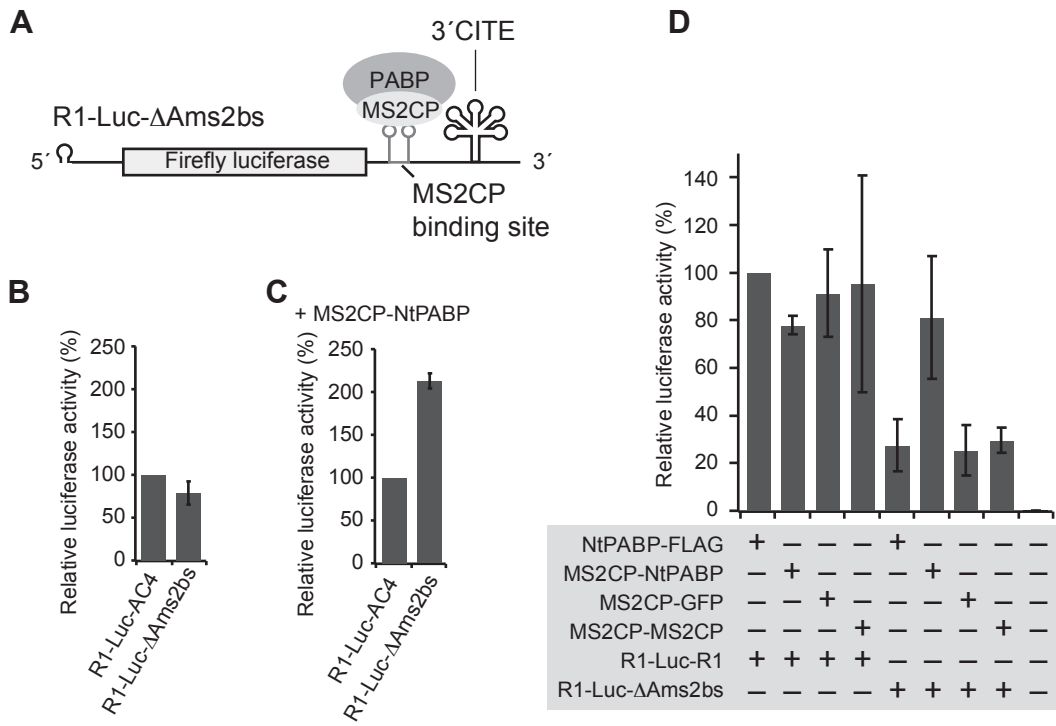 A
3´CITE
PABP
MS2CP
R1-Luc-ΔAms2bs
5´
Firefly luciferase
3´
MS2CP
binding site
B
Relative luciferase activity (%)
250
200
150
100
50
0
R1-Luc-AC4
R1-Luc-ΔAms2bs
C
+ MS2CP-NtPABP
Relative luciferase activity (%)
250
200
150
100
50
0
R1-Luc-AC4
R1-Luc-ΔAms2bs
D
Relative luciferase activity (%)
140
120
100
80
60
40
20
0
NtPABP-FLAG + – – – + – – – –
MS2CP-NtPABP – + – – – + – – –
MS2CP-GFP – – + – – – + – –
MS2CP-MS2CP – – – + – – – + –
R1-Luc-R1 + + + + – – – – –
R1-Luc-ΔAms2bs – – – – + + + + –